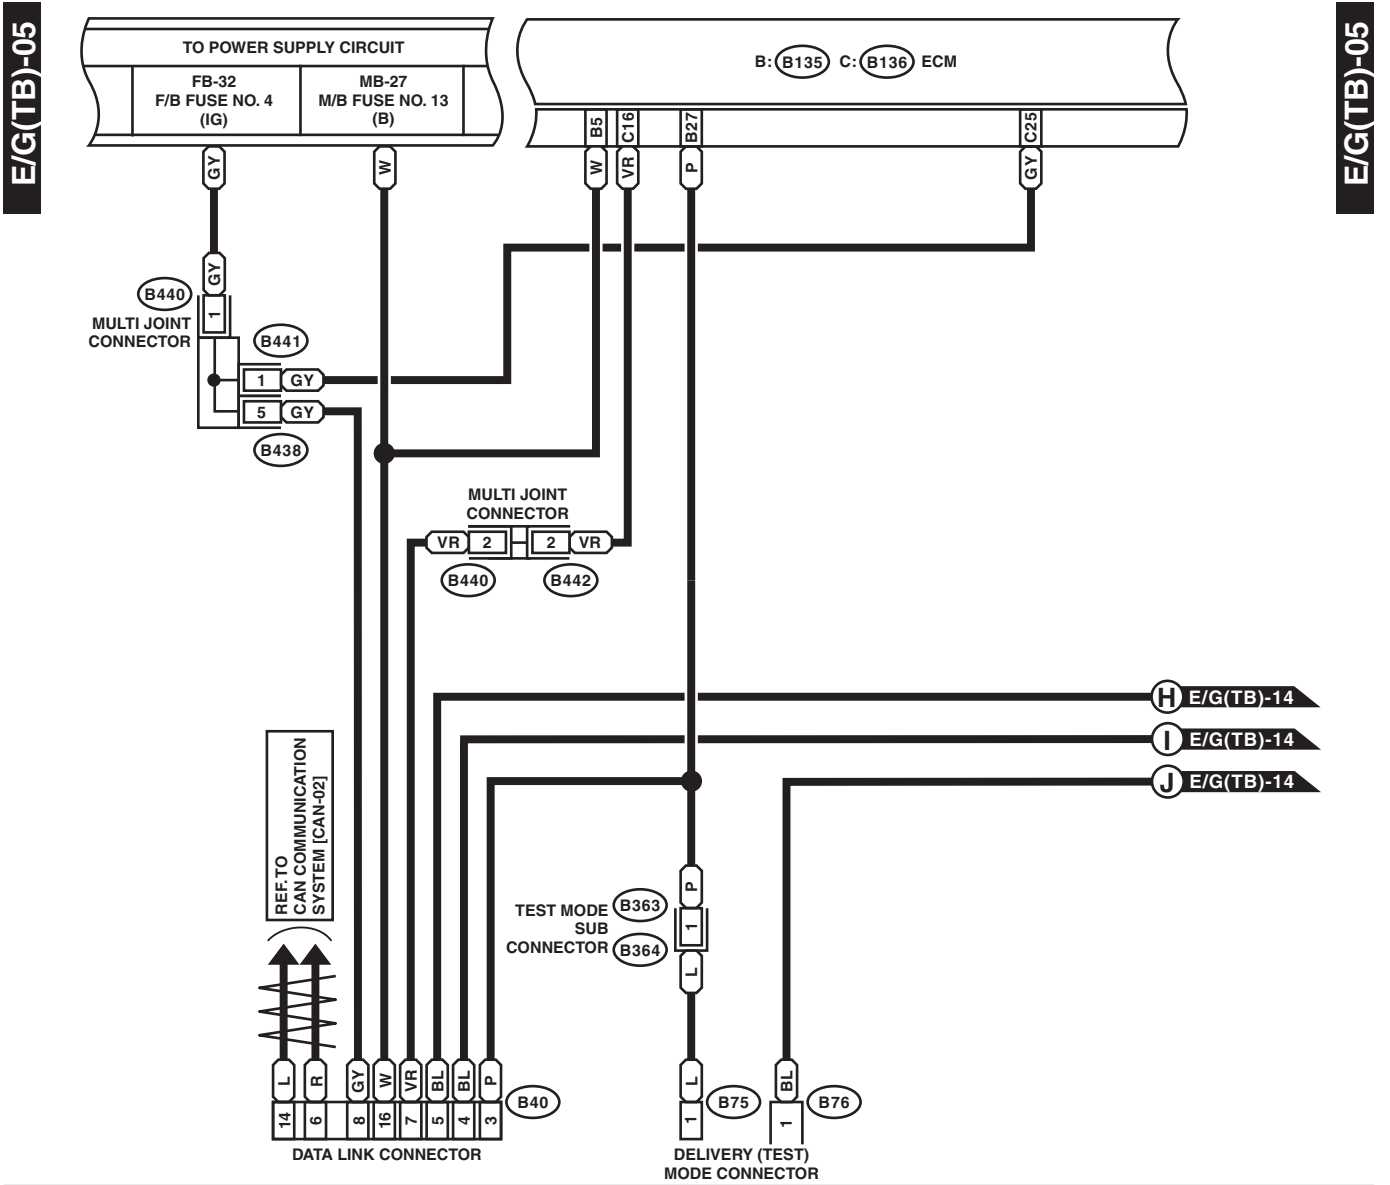 E/G(TB)-05
E/G(TB)-05
TO POWER SUPPLY CIRCUIT
FB-32
F/B FUSE NO. 4
(IG)
MB-27
M/B FUSE NO. 13
(B)
B: B135 C: B136 ECM
B5
C16
B27
C25
GY
W
W
VR
P
GY
GY
B440
1
MULTI JOINT
CONNECTOR
B441
1 GY
5 GY
B438
MULTI JOINT
CONNECTOR
VR 2 2 VR
B440
B442
H E/G(TB)-14
I E/G(TB)-14
J E/G(TB)-14
REF. TO
CAN COMMUNICATION
SYSTEM [CAN-02]
P
TEST MODE
SUB
CONNECTOR
B363
B364
1
L
L
R
GY
W
VR
BL
BL
P
L
BL
14
6
8
16
7
5
4
3
B40
1
B75
1
B76
DATA LINK CONNECTOR
DELIVERY (TEST)
MODE CONNECTOR